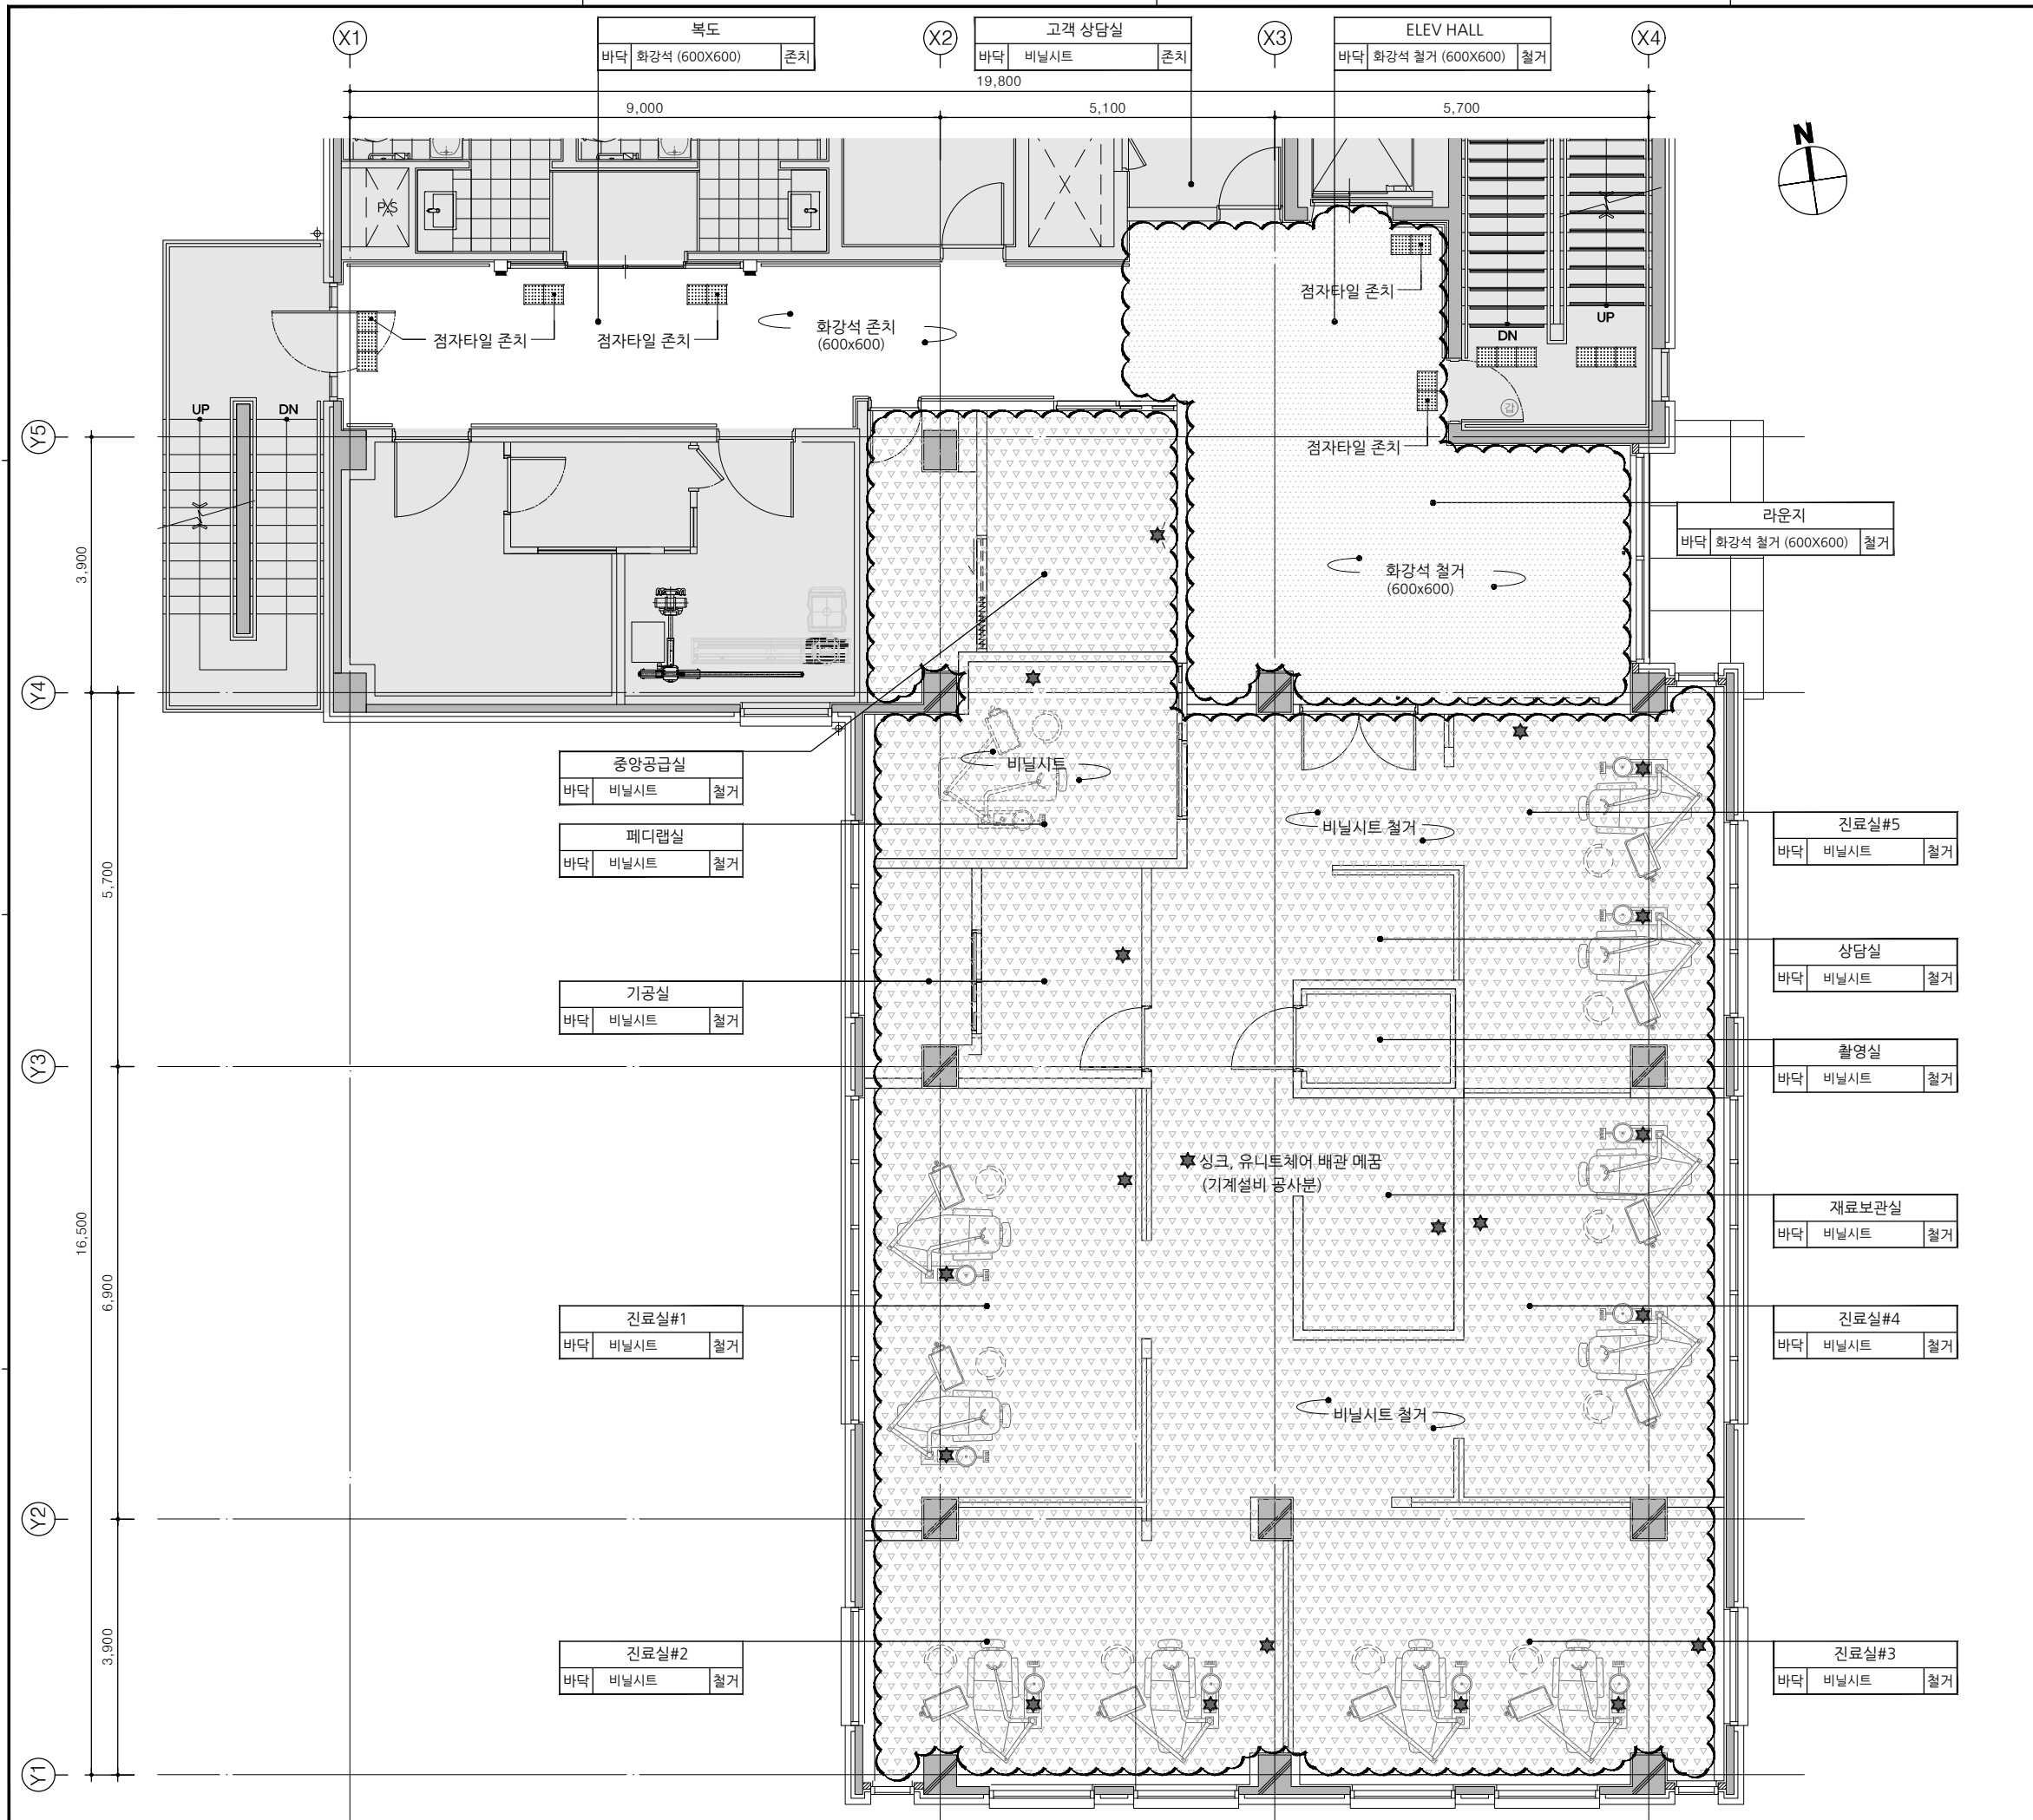 X1
X2
X3
X4
복도
바닥 화강석 (600X600) 존치
고객 상담실
바닥 비닐시트 존치
ELEV HALL
바닥 화강석 철거 (600X600) 철거
19,800
9,000
5,100
5,700
N
P.S
점자타일 존치
점자타일 존치
점자타일 존치
화강석 존치
(600x600)
DN
UP
갑
점자타일 존치
UP
DN
Y5
3,900
라운지
바닥 화강석 철거 (600X600) 철거
화강석 철거
(600x600)
Y4
중앙공급실
바닥 비닐시트 철거
비닐시트
페디랩실
바닥 비닐시트 철거
비닐시트 철거
진료실#5
바닥 비닐시트 철거
5,700
상담실
바닥 비닐시트 철거
기공실
바닥 비닐시트 철거
촬영실
바닥 비닐시트 철거
Y3
싱크, 유니트체어 배관 메꿈
(기계설비 공사분)
재료보관실
바닥 비닐시트 철거
16,500
6,900
진료실#1
바닥 비닐시트 철거
진료실#4
바닥 비닐시트 철거
비닐시트 철거
Y2
3,900
진료실#2
바닥 비닐시트 철거
진료실#3
바닥 비닐시트 철거
Y1